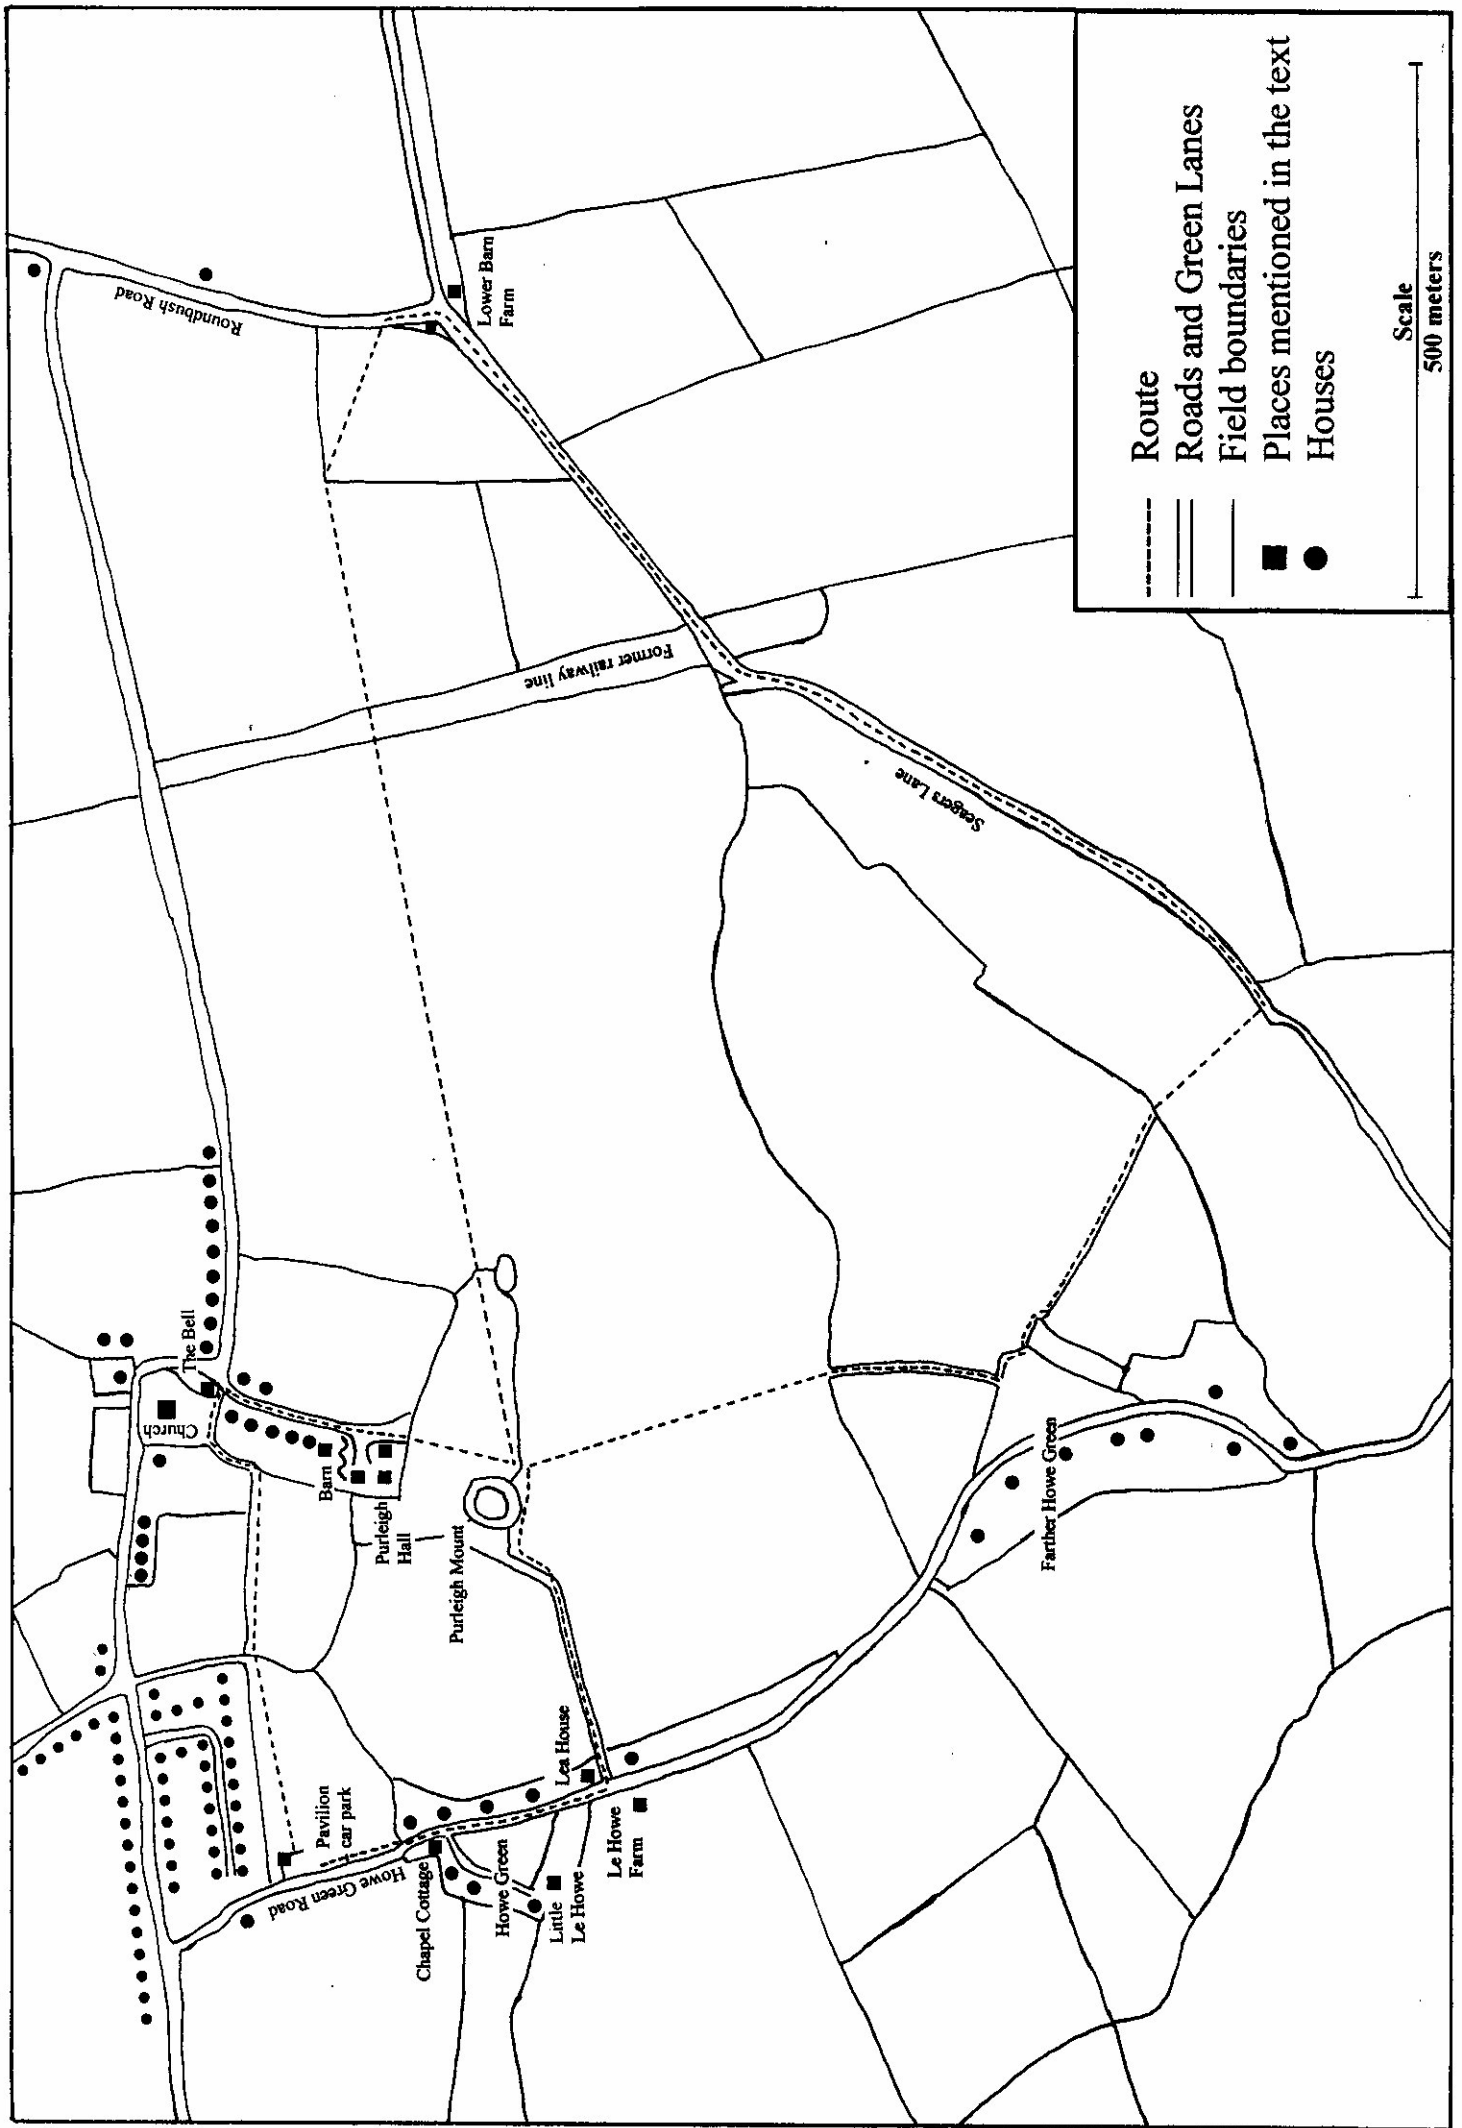 Roundbush Road
Lower Barn
Farm
Former railway line
Seagers Lane
The Bell
Church
Barn
Purleigh
Hall
Purleigh Mount
Farther Howe Green
Lea House
Le Howe
Farm
Pavilion
car park
Howe Green Road
Chapel Cottage
Howe Green
Little
Le Howe
Route
Roads and Green Lanes
Field boundaries
Places mentioned in the text
Houses
Scale
500 meters